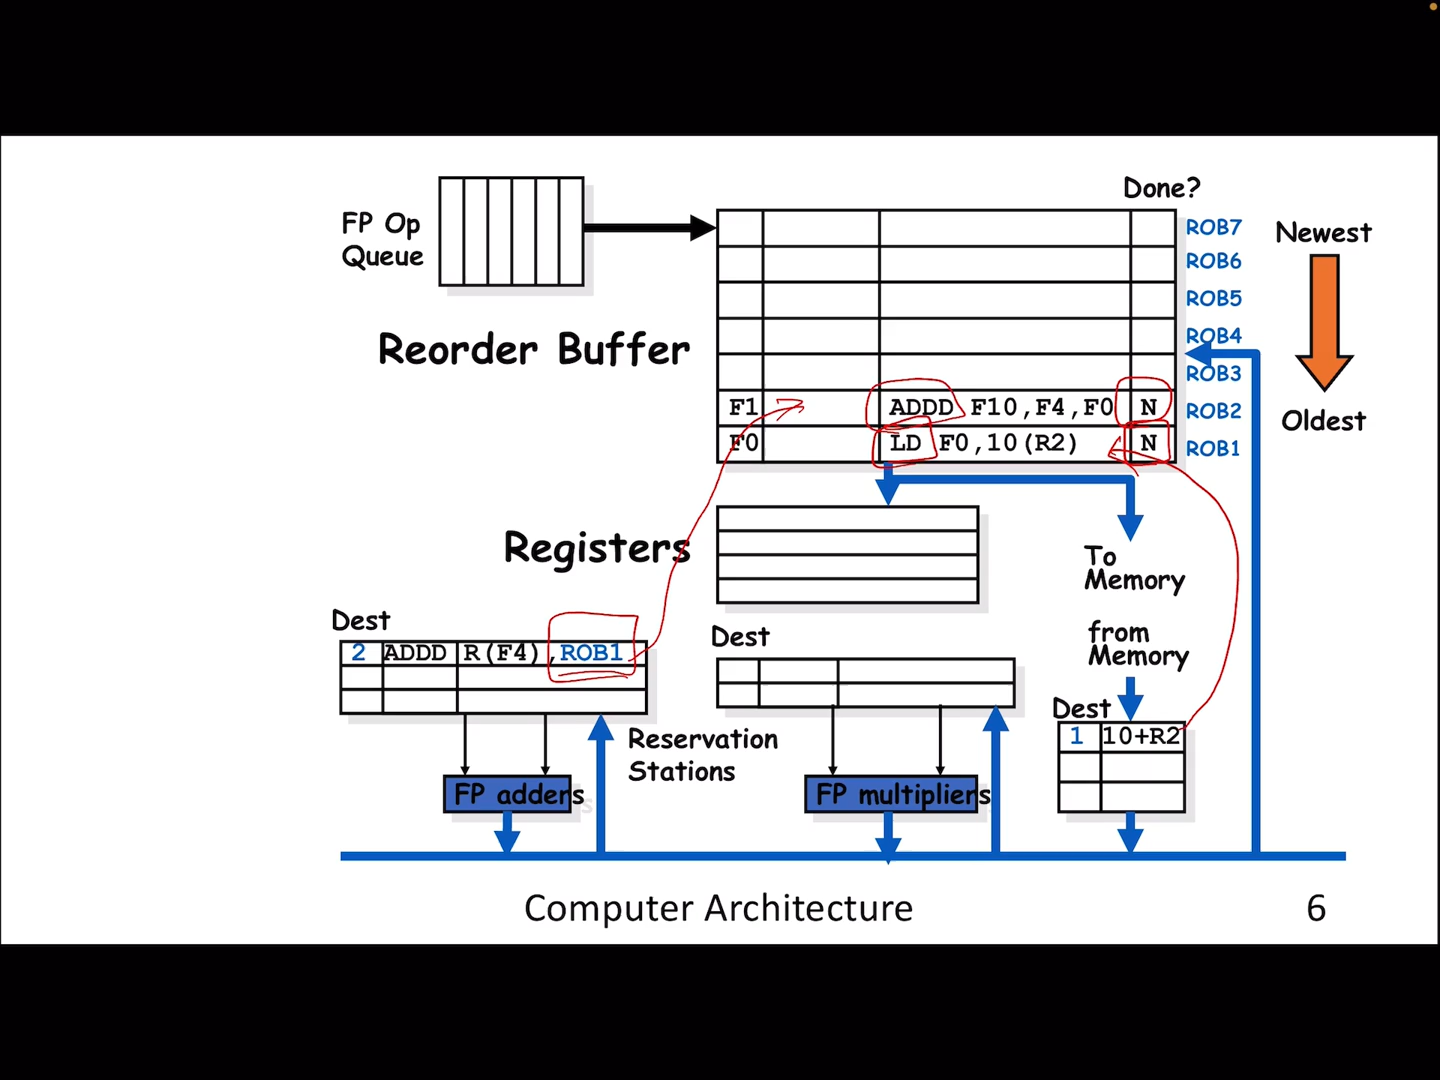 Done?
FP Op
Queue
ROB7
Newest
ROB6
ROB5
Reorder Buffer
ROB4
ROB3
F1 ADDD F10,F4,F0 N ROB2
Oldest
F0 LD F0,10(R2) N ROB1
Registers
To
Memory
Dest
Dest
from
Memory
2 ADDD R(F4),ROB1
Dest
1 10+R2
Reservation
Stations
FP adders
FP multipliers
Computer Architecture
6